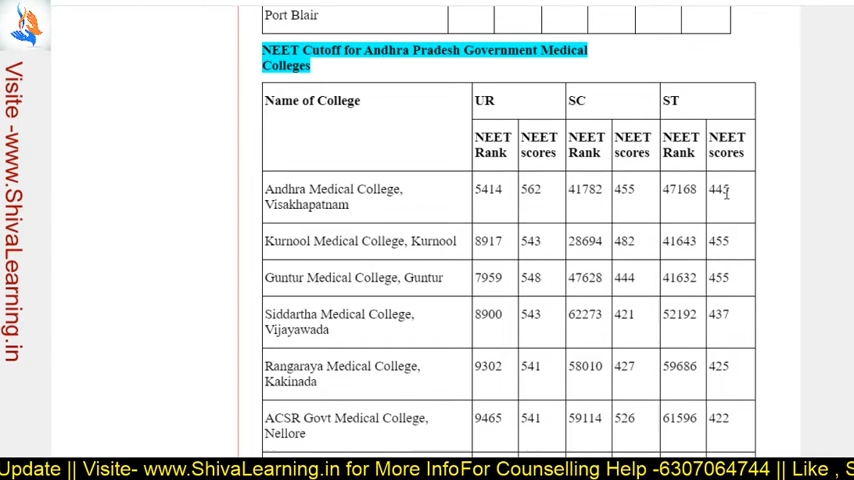 Port Blair
NEET Cutoff for Andhra Pradesh Government Medical
Colleges
Name of College UR SC ST
NEET Rank NEET scores NEET Rank NEET scores NEET Rank NEET scores
Andhra Medical College, Visakhapatnam 5414 562 41782 455 47168 445
Kurnool Medical College, Kurnool 8917 543 28694 482 41643 455
Guntur Medical College, Guntur 7959 548 47628 444 41632 455
Siddartha Medical College, Vijayawada 8900 543 62273 421 52192 437
Rangaraya Medical College, Kakinada 9302 541 58010 427 59686 425
ACSR Govt Medical College, Nellore 9465 541 59114 526 61596 422
Visite -www.ShivaLearning.in
Update || Visite- www.ShivaLearning.in for More InfoFor Counselling Help -6307064744 || Like , S